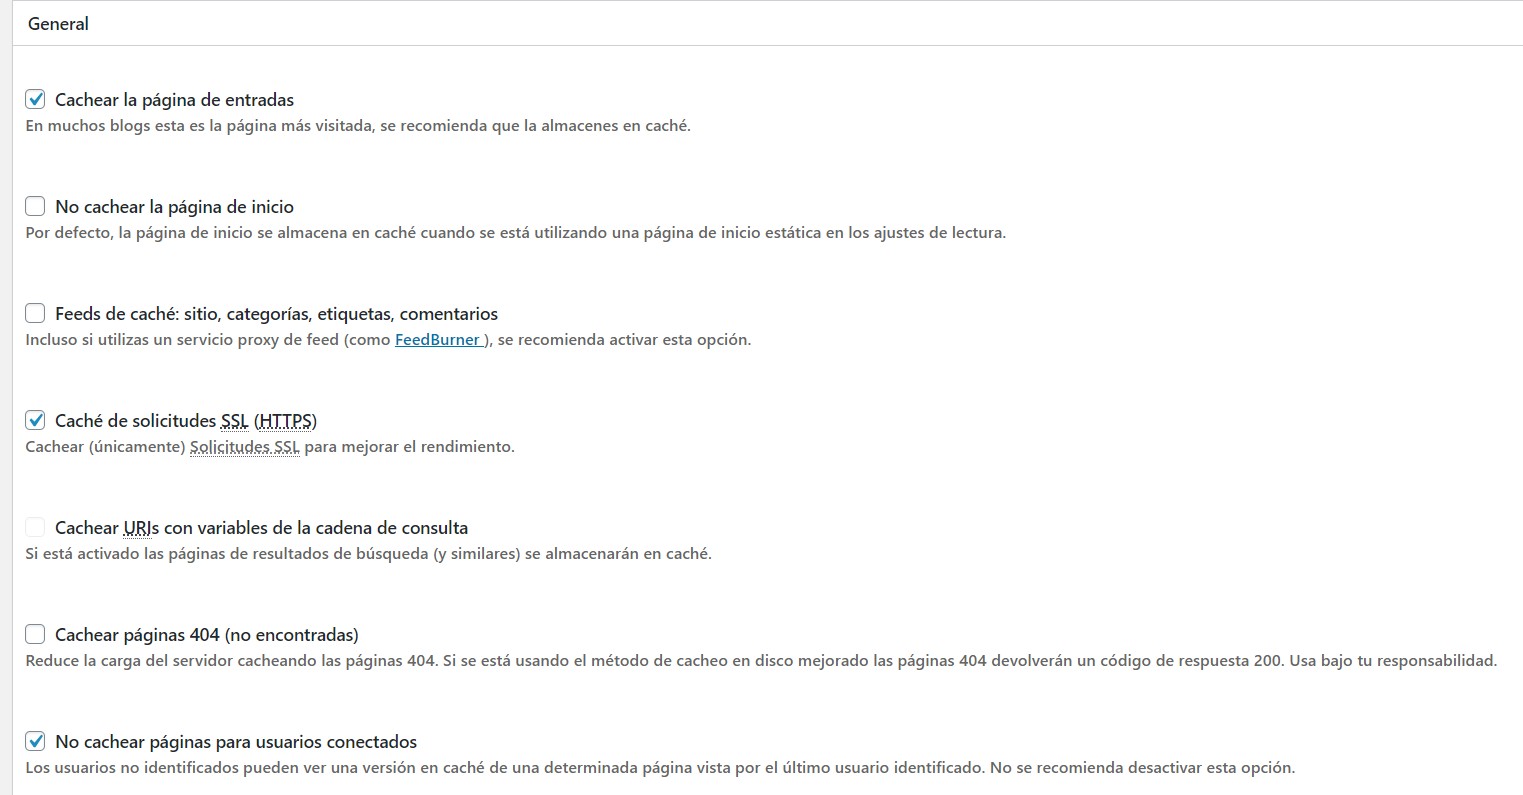 General
Cachear la página de entradas
En muchos blogs esta es la página más visitada, se recomienda que la almacenes en caché.
No cachear la página de inicio
Por defecto, la página de inicio se almacena en caché cuando se está utilizando una página de inicio estática en los ajustes de lectura.
Feeds de caché: sitio, categorías, etiquetas, comentarios
Incluso si utilizas un servicio proxy de feed (como FeedBurner ), se recomienda activar esta opción.
Caché de solicitudes SSL (HTTPS)
Cachear (únicamente) Solicitudes SSL para mejorar el rendimiento.
Cachear URIs con variables de la cadena de consulta
Si está activado las páginas de resultados de búsqueda (y similares) se almacenarán en caché.
Cachear páginas 404 (no encontradas)
Reduce la carga del servidor cacheando las páginas 404. Si se está usando el método de cacheo en disco mejorado las páginas 404 devolverán un código de respuesta 200. Usa bajo tu responsabilidad.
No cachear páginas para usuarios conectados
Los usuarios no identificados pueden ver una versión en caché de una determinada página vista por el último usuario identificado. No se recomienda desactivar esta opción.